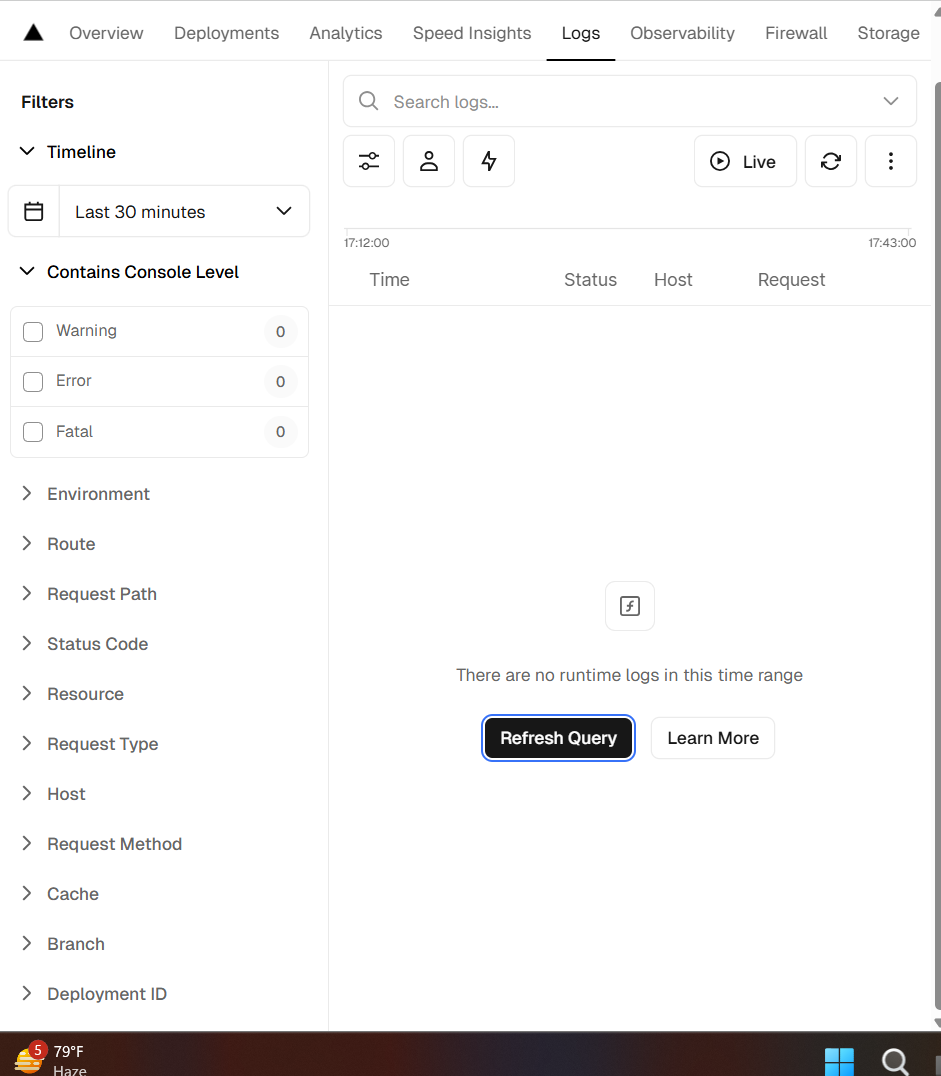 Overview Deployments Analytics Speed Insights Logs Observability Firewall Storage
Filters
Timeline
Last 30 minutes
Contains Console Level
Warning 0
Error 0
Fatal 0
Environment
Route
Request Path
Status Code
Resource
Request Type
Host
Request Method
Cache
Branch
Deployment ID
Search logs...
Live
17:12:00 17:43:00
Time Status Host Request
There are no runtime logs in this time range
Refresh Query Learn More
5
79°F
Haze